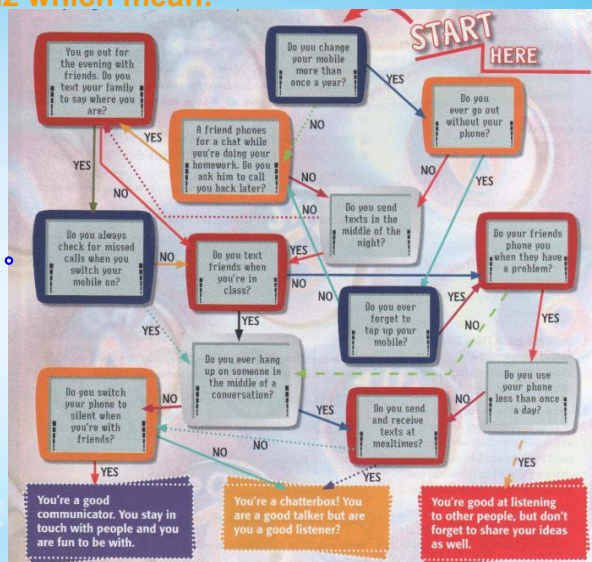 START
HERE
You go out for
the evening with
friends. Do you
text your family
to say where you
are?
Do you change
your mobile
more than
once a year?
YES
Do you
ever go out
without your
phone?
NO
A friend phones
for a chat while
you're doing your
homework. Do you
ask him to call
you back later?
YES
NO
YES
NO
NO
YES
NO
Do you send
texts in the
middle of the
night?
YES
NO
Do you always
check for missed
calls when you
switch your
mobile on?
NO
Do you text
friends when
you're in
class?
NO
Do you ever
forget to
top up your
mobile?
YES
NO
Do your friends
phone you
when they have
a problem?
NO
YES
YES
YES
Do you ever hang
up on someone in
the middle of a
conversation?
NO
YES
Do you use
your phone
less than once
a day?
NO
YES
Do you switch
your phone to
silent when
you're with
friends?
NO
YES
Do you send
and receive
texts at
mealtimes?
NO
YES
You're a good
communicator. You stay in
touch with people and you
are fun to be with.
You're a chatterbox! You
are a good talker but are
you a good listener?
You're good at listening
to other people, but don't
forget to share your ideas
as well.